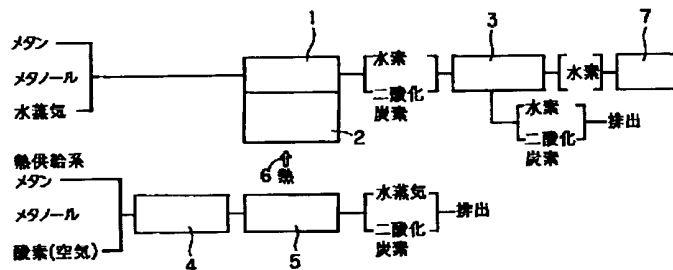 メタン
メタノール
水蒸気
1
2
水素
二酸化
炭素
3
水素
7
水素
二酸化
炭素
排出
6 熱
熱供給系
メタン
メタノール
酸素(空気)
4
5
水蒸気
二酸化
炭素
排出